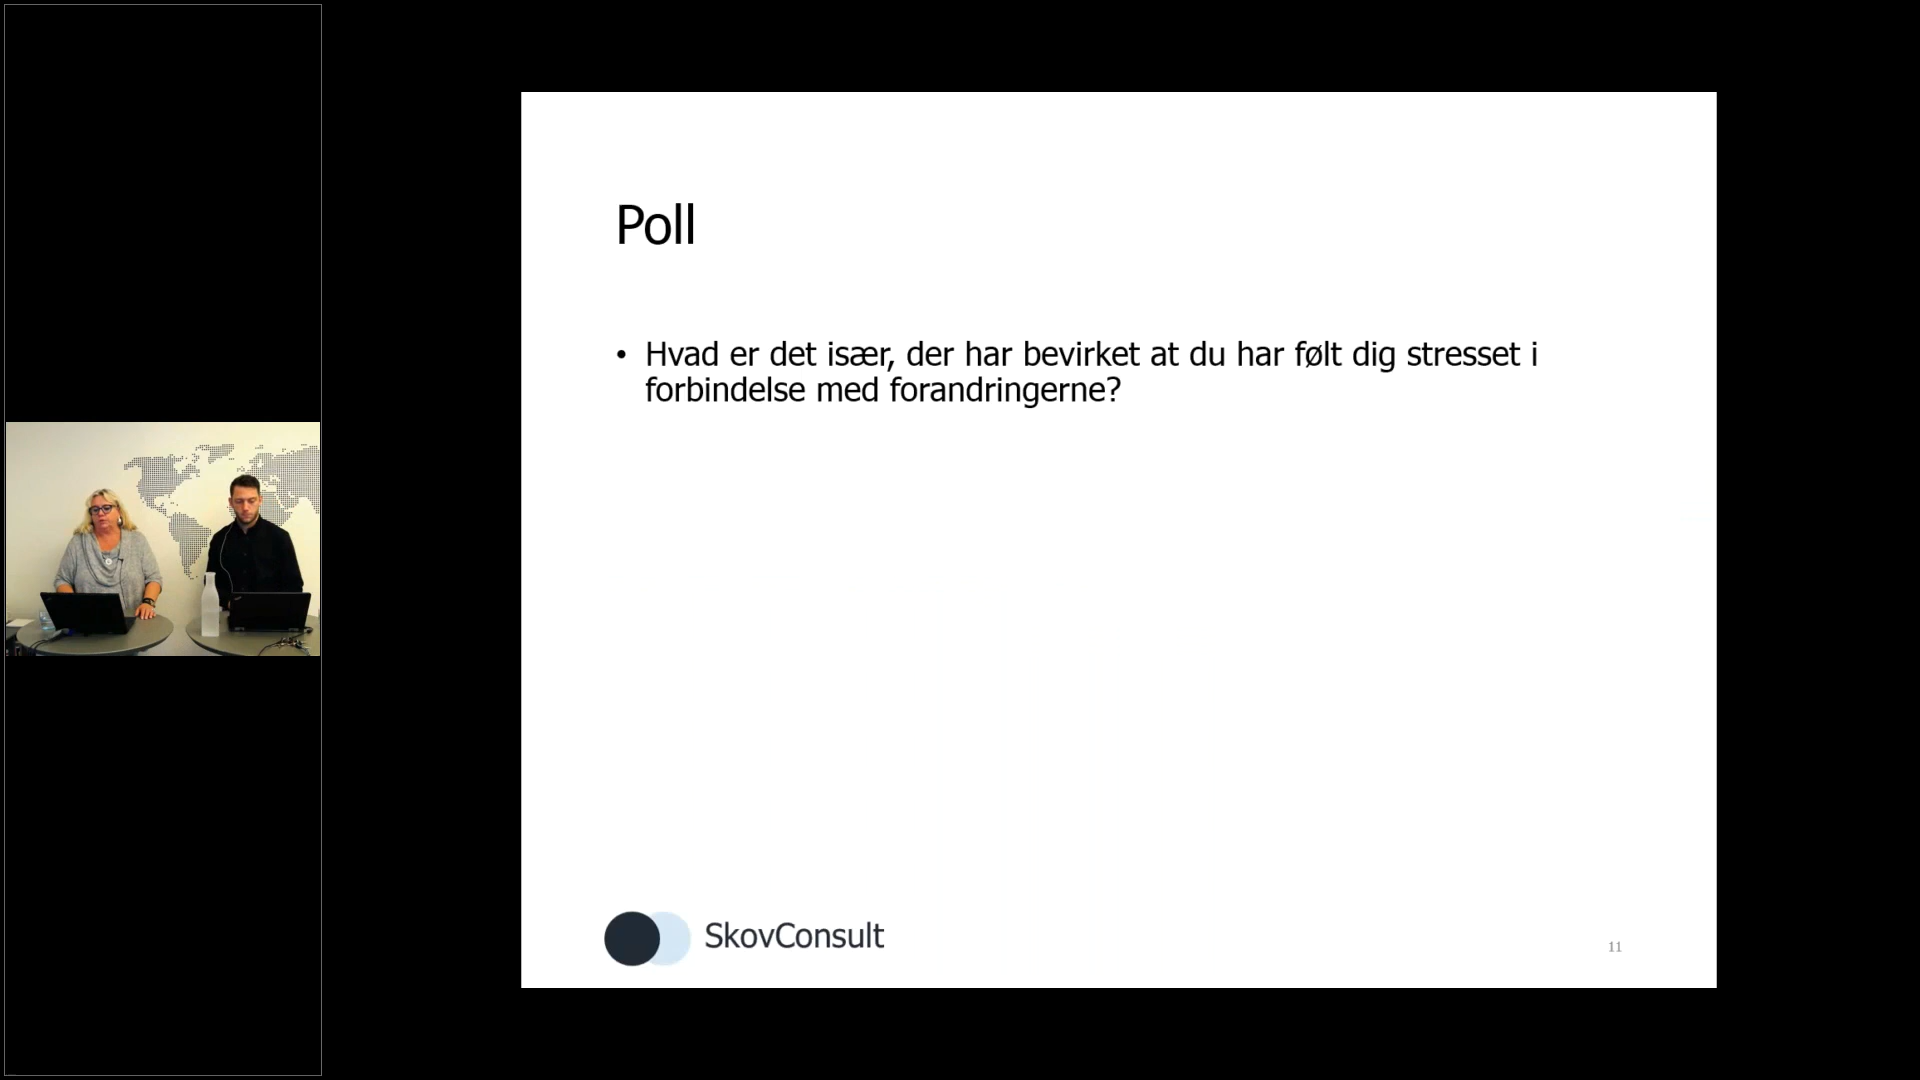 Poll
• Hvad er det især, der har bevirket at du har følt dig stresset i
forbindelse med forandringerne?
SkovConsult
11